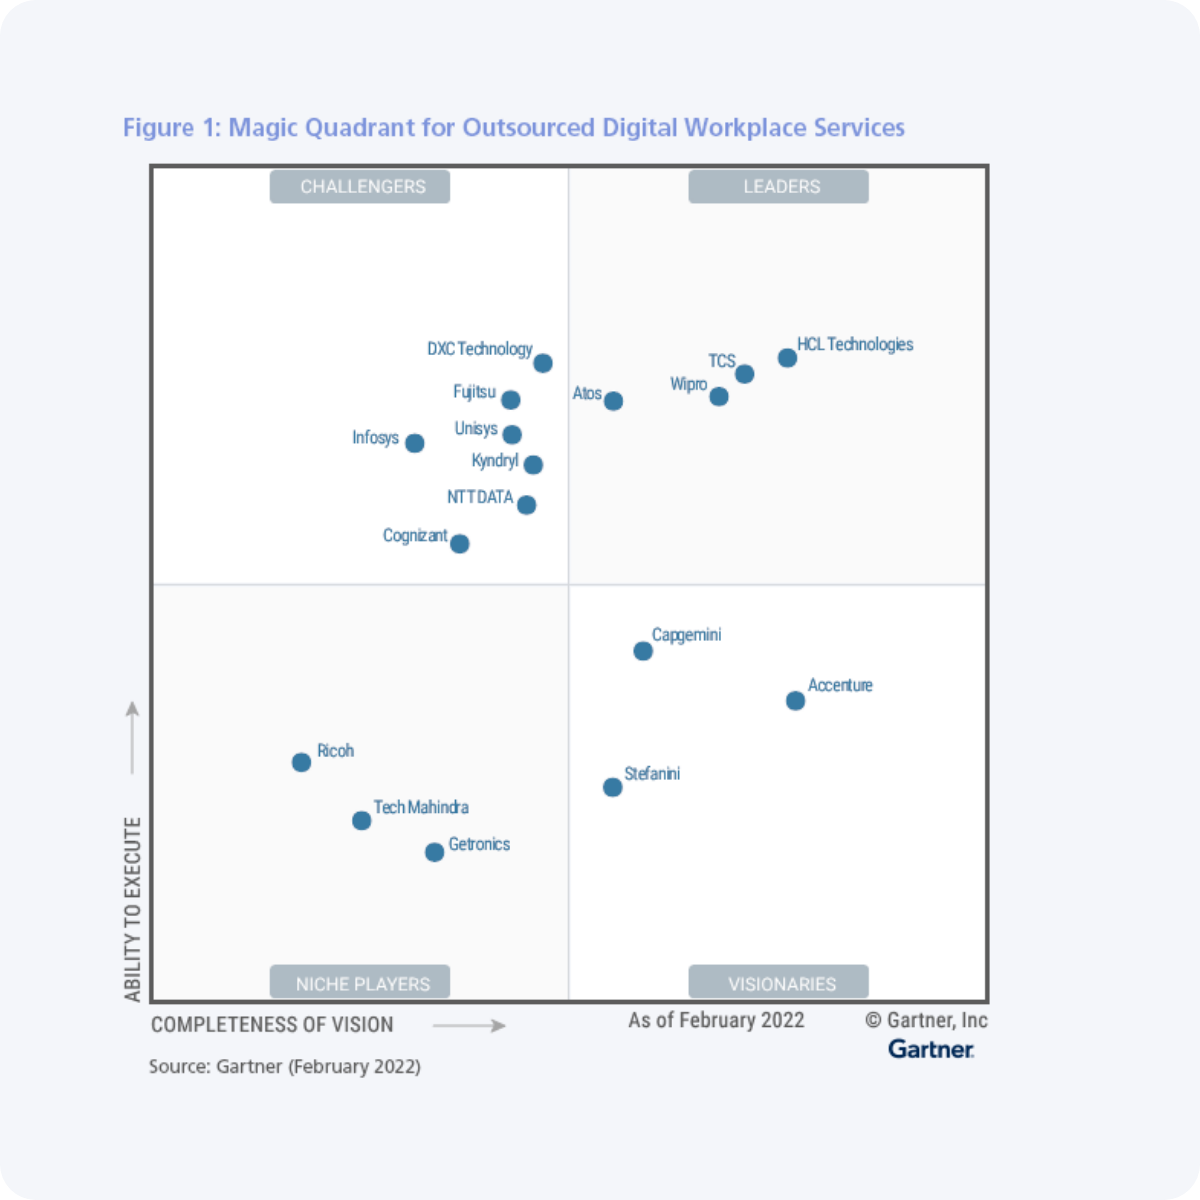 Figure 1: Magic Quadrant for Outsourced Digital Workplace Services
CHALLENGERS
LEADERS
DXC Technology
HCL Technologies
TCS
Fujitsu
Atos
Wipro
Infosys
Unisys
Kyndryl
NTT DATA
Cognizant
Capgemini
Accenture
Ricoh
Stefanini
Tech Mahindra
Getronics
NICHE PLAYERS
VISIONARIES
ABILITY TO EXECUTE
COMPLETENESS OF VISION
As of February 2022
© Gartner, Inc
Gartner
Source: Gartner (February 2022)